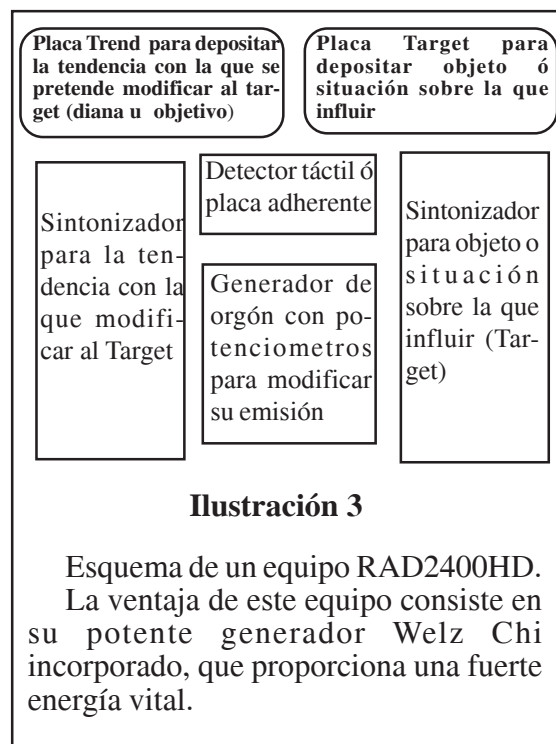 Placa Trend para depositar
la tendencia con la que se
pretende modificar al tar-
get (diana u objetivo)
Placa Target para
depositar objeto ó
situación sobre la que
influir
Sintonizador
para la ten-
dencia con la
que modifi-
car al Target
Detector táctil ó
placa adherente
Generador de
orgón con po-
tenciometros
para modificar
su emisión
Sintonizador
para objeto o
situación
sobre la que
influir (Tar-
get)
Ilustración 3
Esquema de un equipo RAD2400HD.
La ventaja de este equipo consiste en
su potente generador Welz Chi
incorporado, que proporciona una fuerte
energía vital.